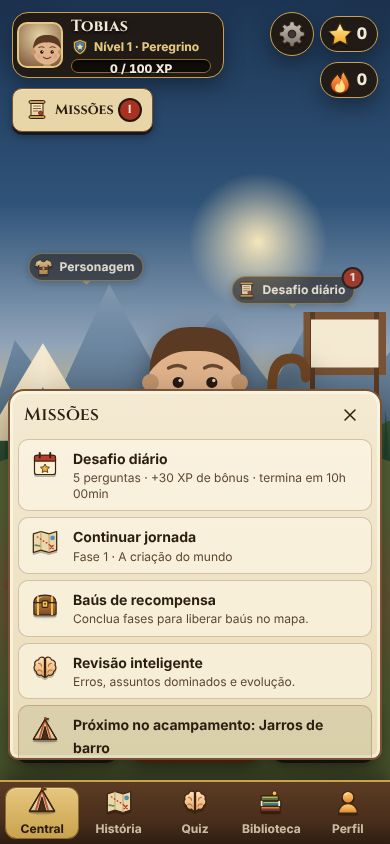 Tobias
Nível 1 · Peregrino
0 / 100 XP
0
0
Missões
1
Personagem
Desafio diário
1
Missões
×
Desafio diário
5 perguntas · +30 XP de bônus · termina em 10h
00min
Continuar jornada
Fase 1 · A criação do mundo
Baús de recompensa
Conclua fases para liberar baús no mapa.
Revisão inteligente
Erros, assuntos dominados e evolução.
Próximo no acampamento: Jarros de
barro
Central
História
Quiz
Biblioteca
Perfil